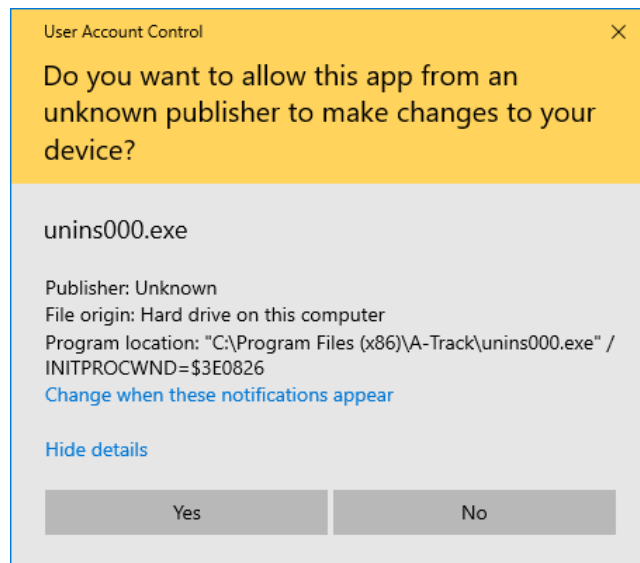 User Account Control
Do you want to allow this app from an
unknown publisher to make changes to your
device?
unins000.exe
Publisher: Unknown
File origin: Hard drive on this computer
Program location: "C:\Program Files (x86)\A-Track\unins000.exe" /
INITPROCWND=$3E0826
Change when these notifications appear
Hide details
Yes
No